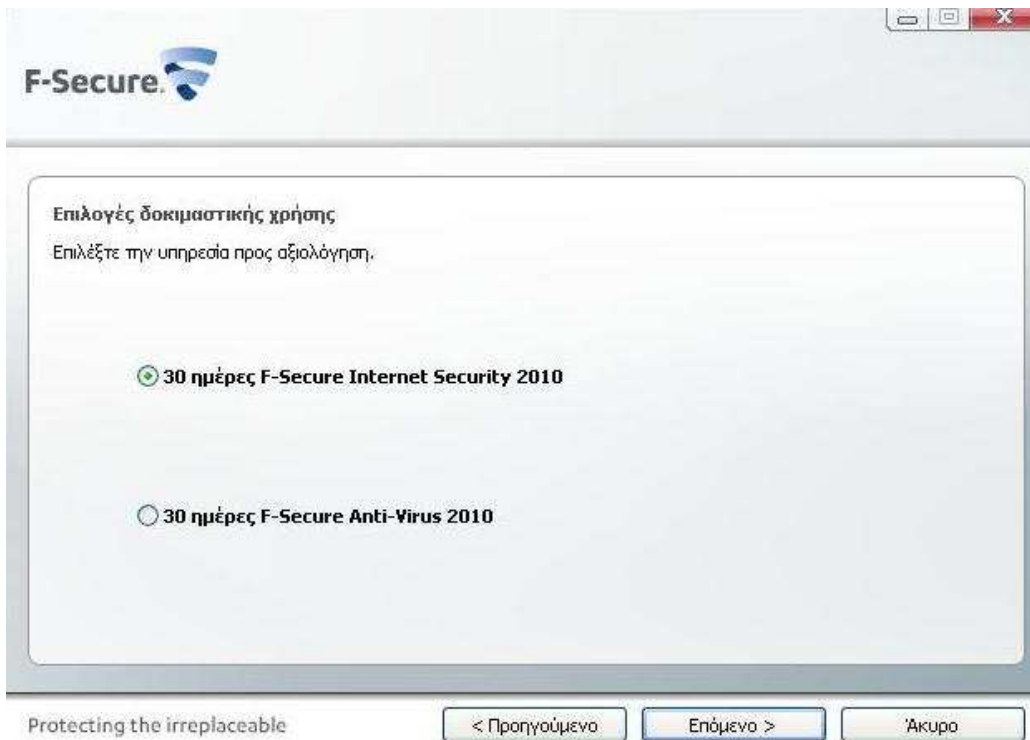 F-Secure.
Επιλογές δοκιμαστικής χρήσης
Επιλέξτε την υπηρεσία προς αξιολόγηση.
30 ημέρες F-Secure Internet Security 2010
30 ημέρες F-Secure Anti-Virus 2010
Protecting the irreplaceable
< Προηγούμενο
Επόμενο >
Άκυρο